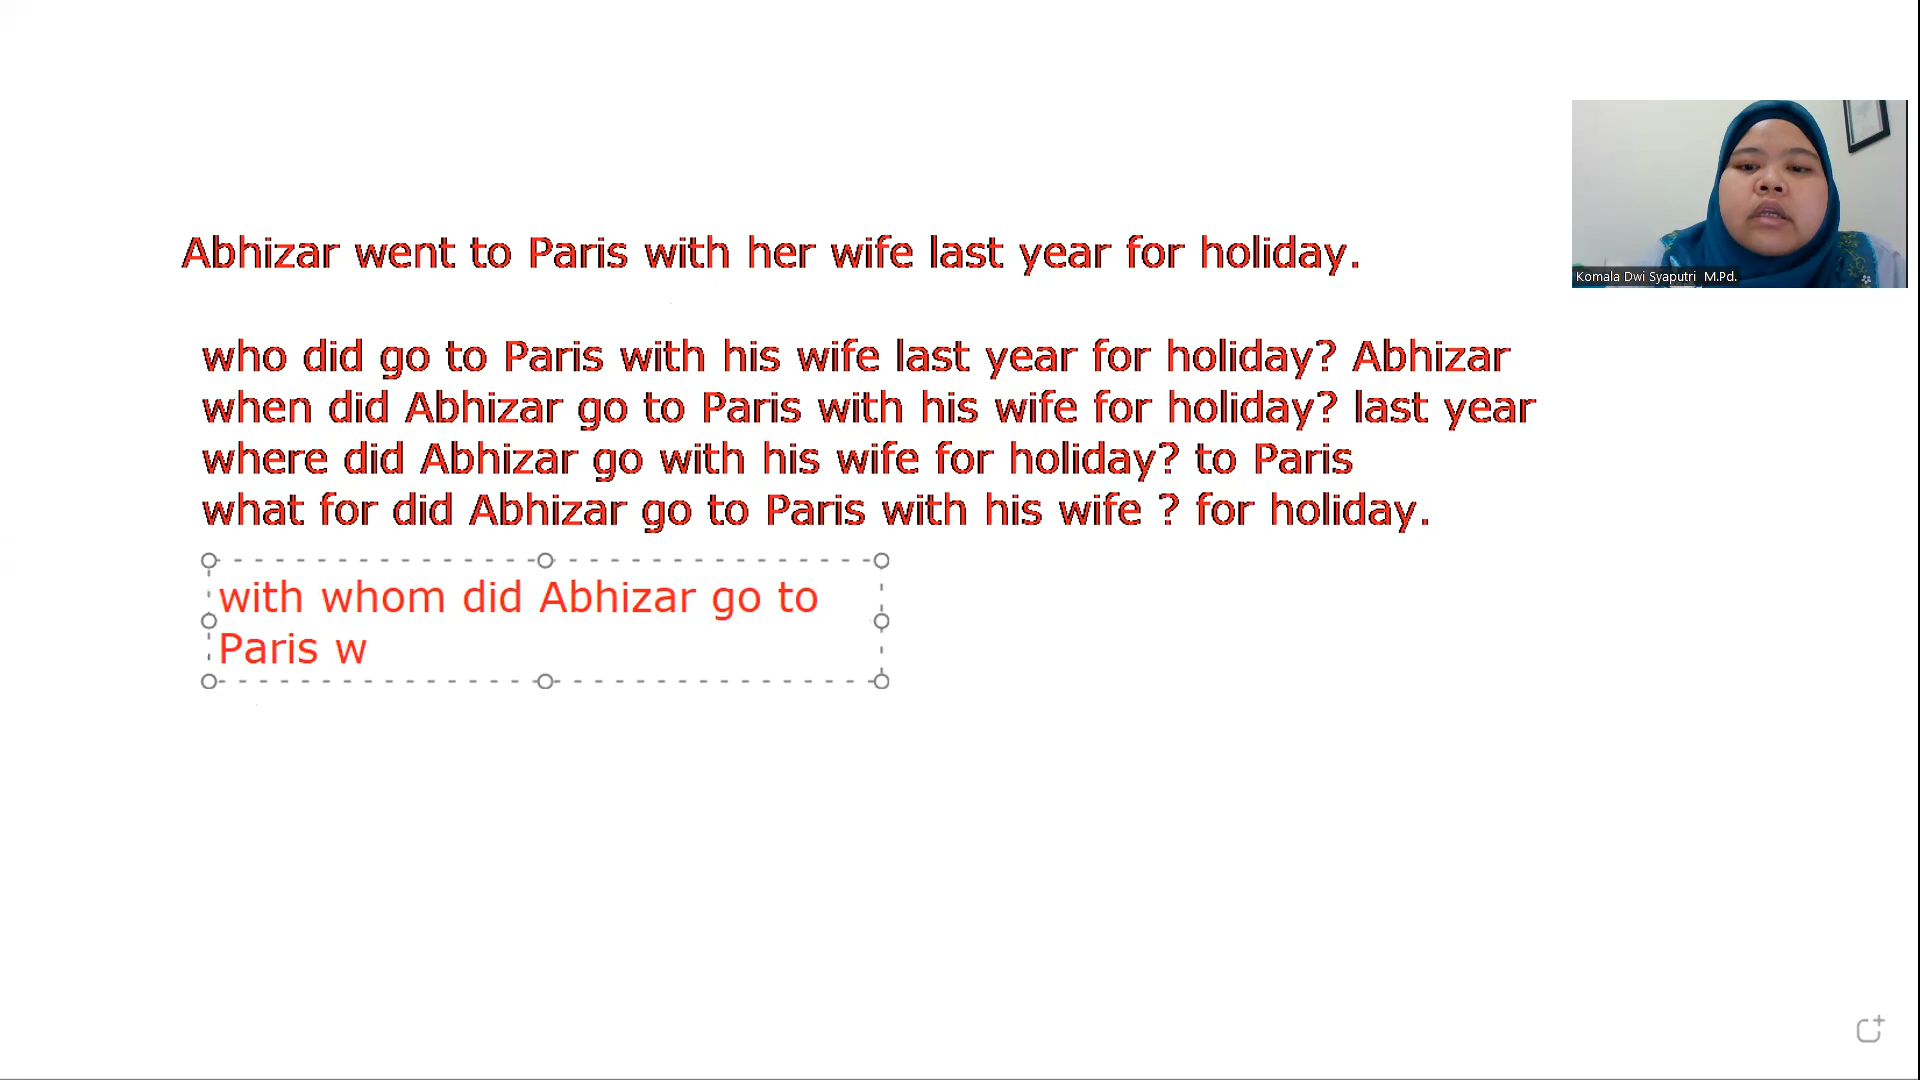 Abhizar went to Paris with her wife last year for holiday.
Komala Dwi Syaputri M.Pd.
who did go to Paris with his wife last year for holiday? Abhizar
when did Abhizar go to Paris with his wife for holiday? last year
where did Abhizar go with his wife for holiday? to Paris
what for did Abhizar go to Paris with his wife ? for holiday.
with whom did Abhizar go to
Paris w